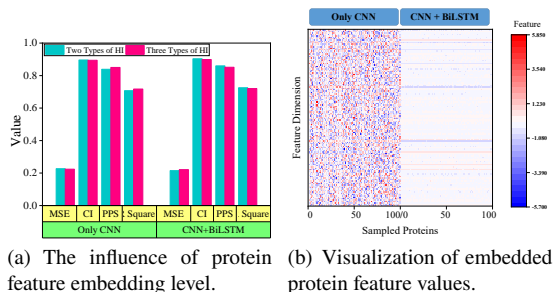 Two Types of HI Three Types of HI
1.0
0.8
0.6
0.4
0.2
0.0
Value
MSE CI PPS Square MSE CI PPS Square
Only CNN CNN+BiLSTM
(a) The influence of protein
feature embedding level.
Only CNN CNN + BiLSTM
Feature Dimension
0 50 100/0 50 100
Sampled Proteins
Feature
5.850
3.540
1.230
-1.080
-3.390
-5.700
(b) Visualization of embedded
protein feature values.